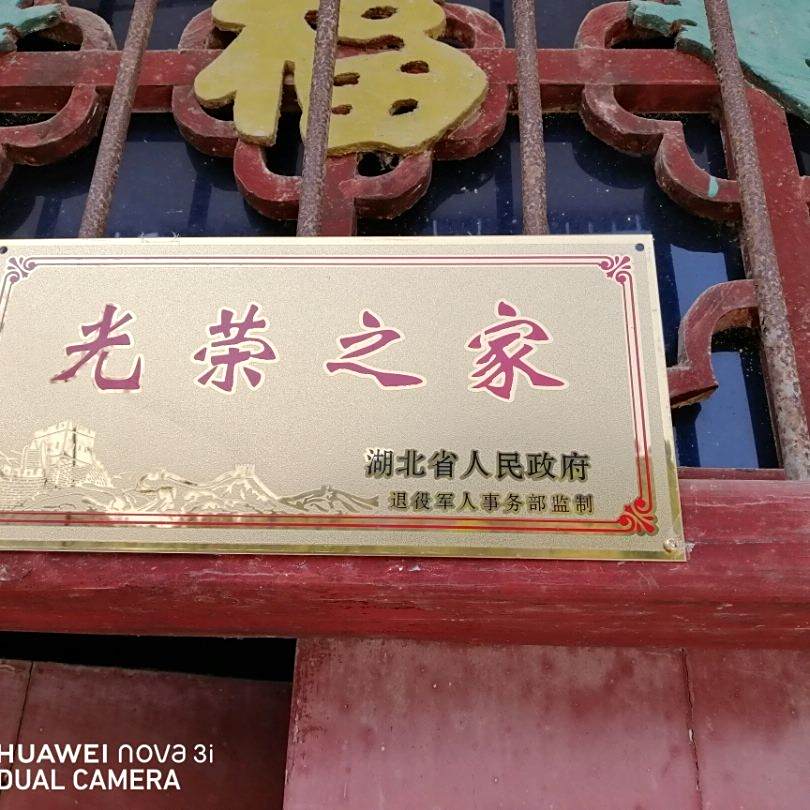 福
光荣之家
湖北省人民政府
退役军人事务部监制
HUAWEI nova 3i
DUAL CAMERA